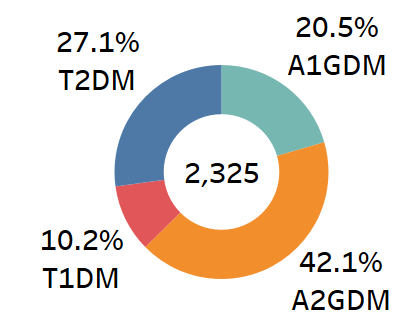 20.5%
A1GDM
27.1%
T2DM
2,325
10.2%
T1DM
42.1%
A2GDM